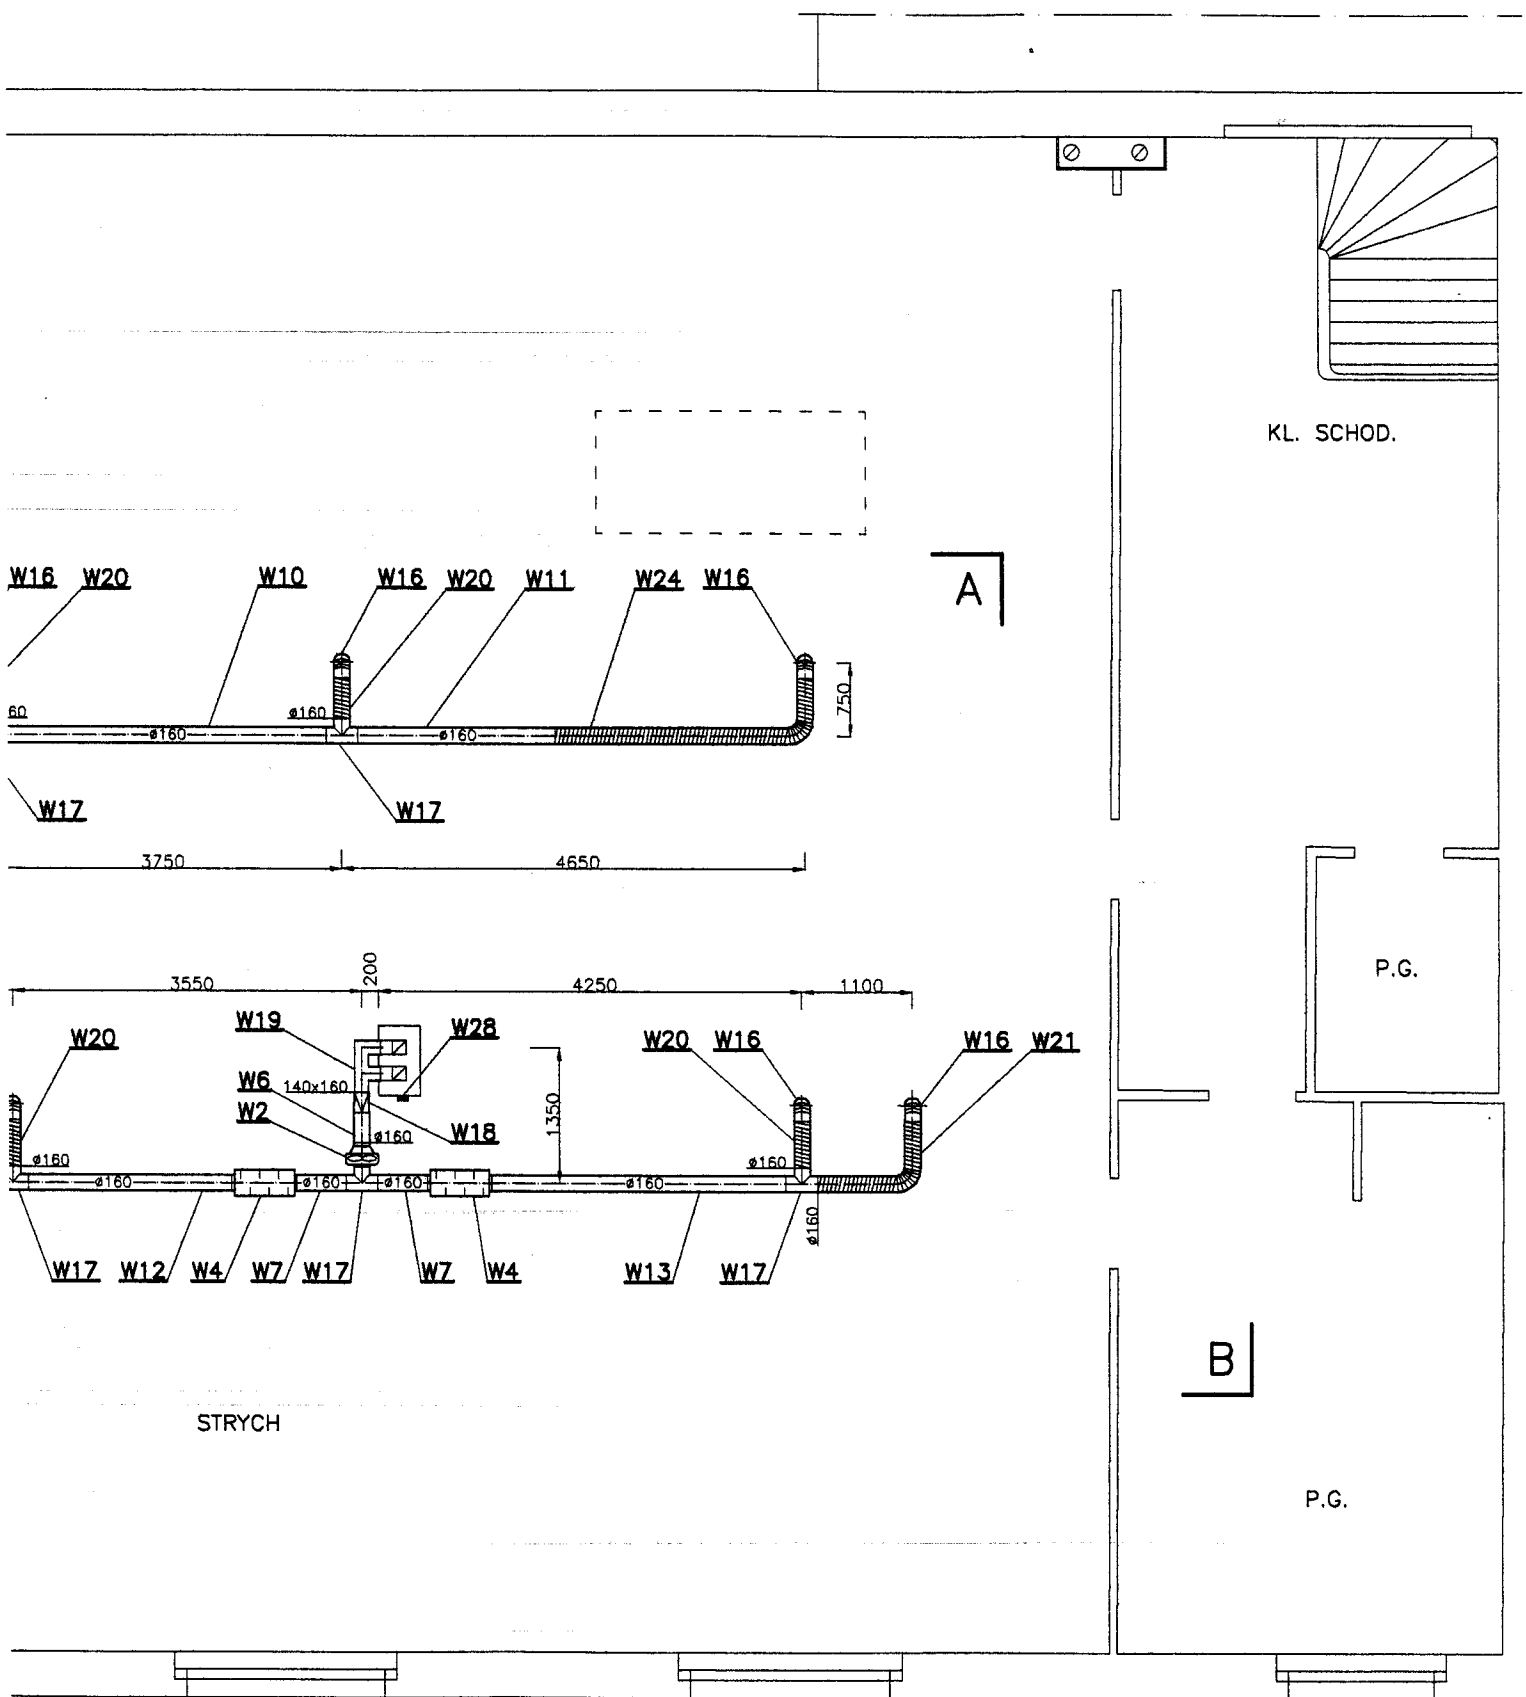 KL. SCHOD.
W16 W20 W10 W16 W20 W11 W24 W16
A
750
60 ø160 ø160 ø160
W17 W17
3750 4650
P.G.
3550 200 4250 1100
W19 W28
W20 W20 W16 W16 W21
W6 140x160
W2 ø160 W18 1350
ø160 ø160
ø160 ø160 ø160 ø160
ø160
W17 W12 W4 W7 W17 W7 W4 W13 W17
B
STRYCH
P.G.